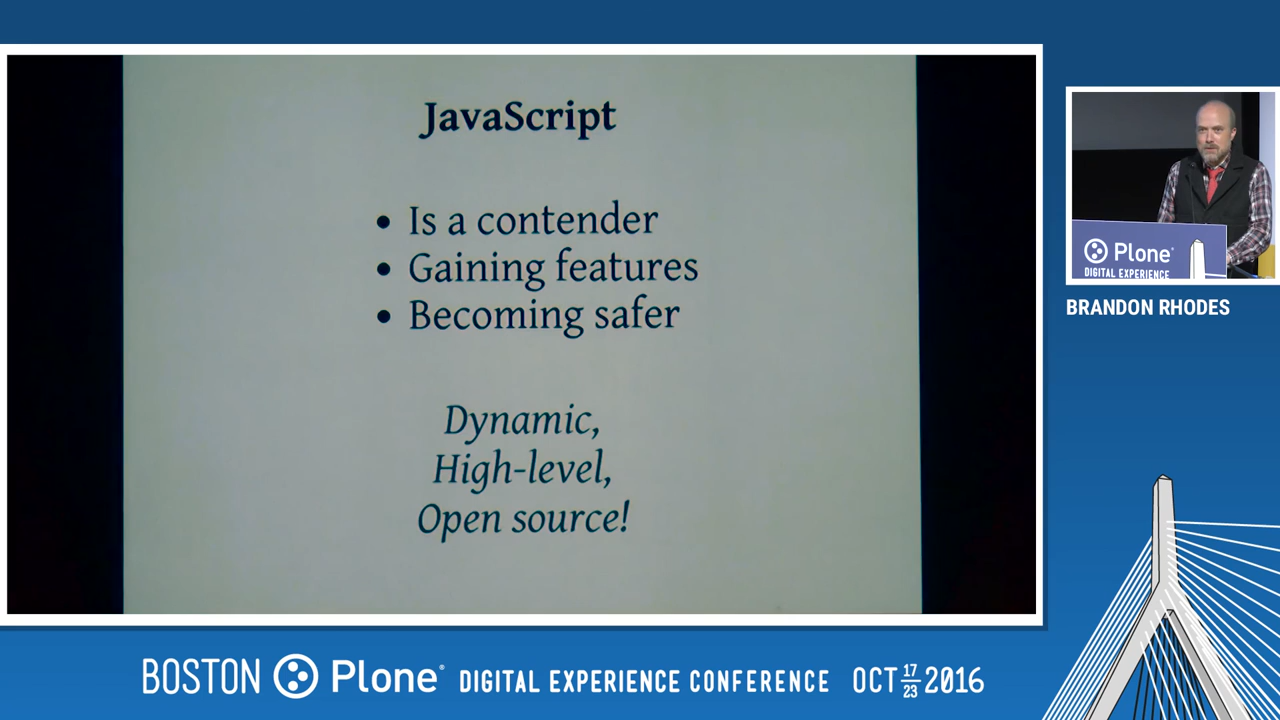 JavaScript
• Is a contender
• Gaining features
• Becoming safer
Dynamic,
High-level,
Open source!
Plone®
DIGITAL EXPERIENCE
BRANDON RHODES
BOSTON Plone® DIGITAL EXPERIENCE CONFERENCE OCT 17 23 2016